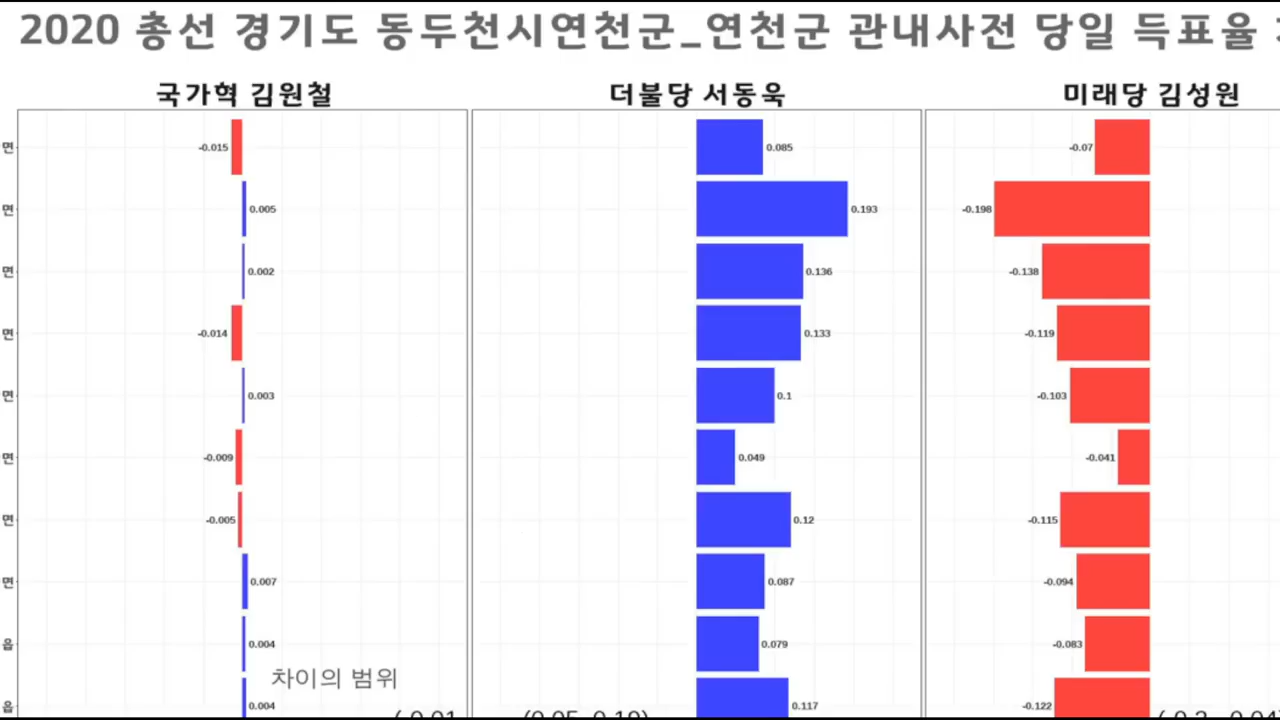 2020 총선 경기도 동두천시연천군_연천군 관내사전 당일 득표율
국가혁 김원철 더불당 서동욱 미래당 김성원
면 -0.015 0.085 -0.07
면 0.005 0.193 -0.198
면 0.002 0.136 -0.138
면 -0.014 0.133 -0.119
면 0.003 0.1 -0.103
면 -0.009 0.049 -0.041
면 -0.005 0.12 -0.115
면 0.007 0.087 -0.094
읍 0.004 0.079 -0.083
차이의 범위
읍 0.004 0.117 -0.122